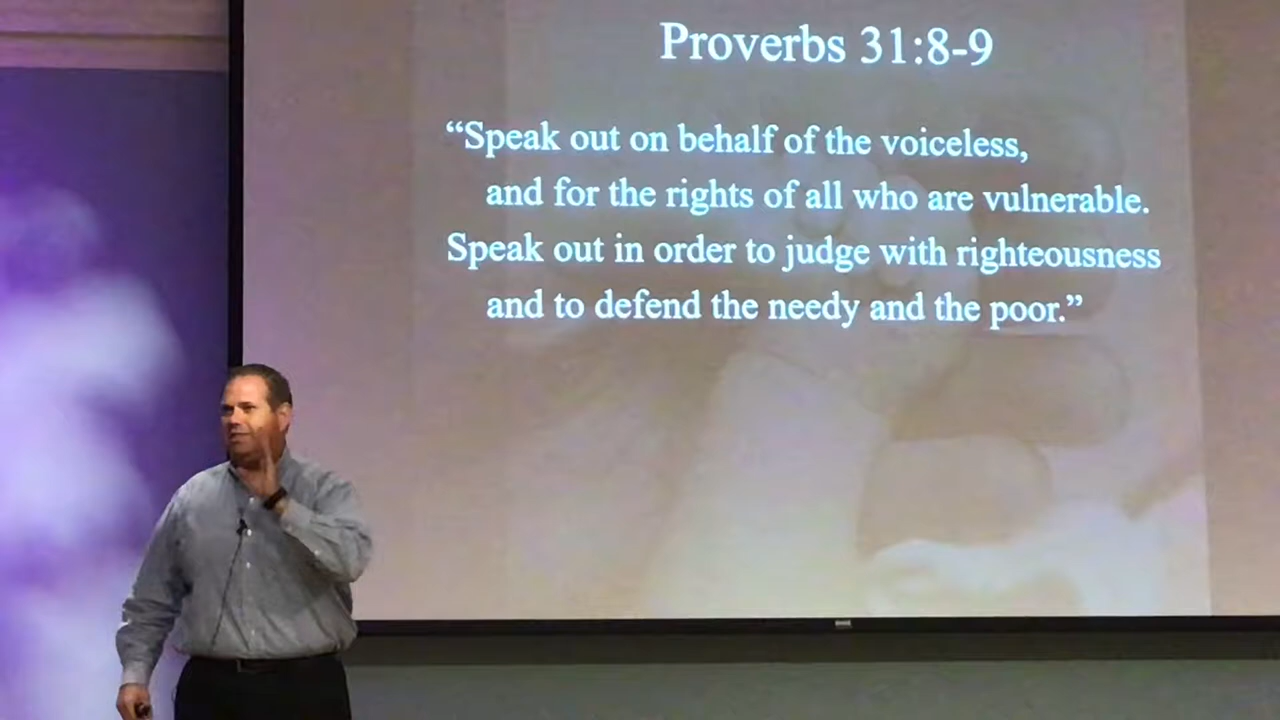 Proverbs 31:8-9
“Speak out on behalf of the voiceless,
and for the rights of all who are vulnerable.
Speak out in order to judge with righteousness
and to defend the needy and the poor.”